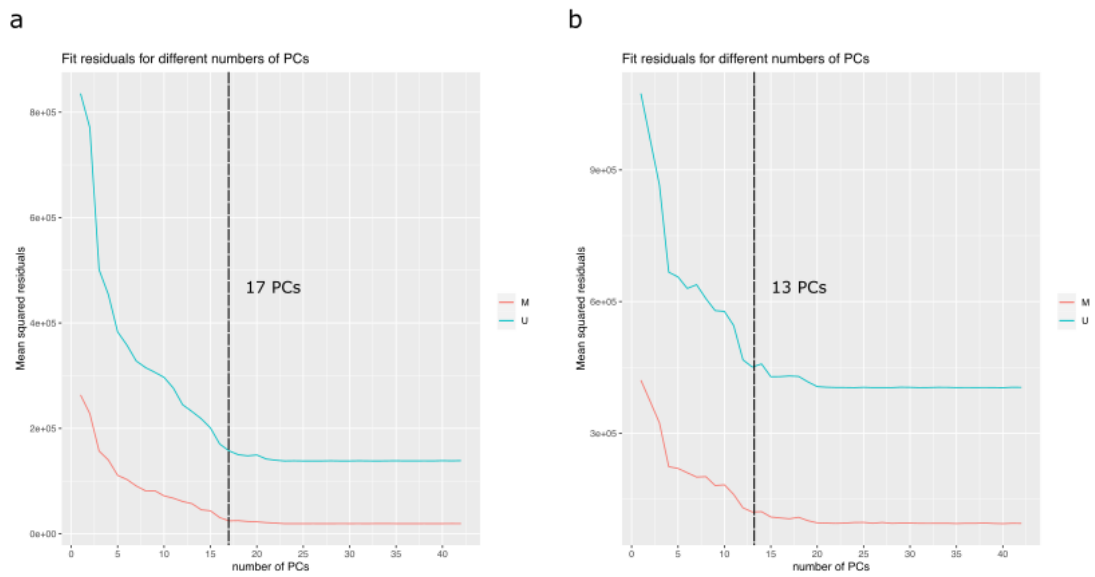 a
Fit residuals for different numbers of PCs
8e+05
6e+05
4e+05
2e+05
0e+00
Mean squared residuals
17 PCs
M
U
0
5
10
15
20
25
30
35
40
number of PCs
b
Fit residuals for different numbers of PCs
9e+05
6e+05
3e+05
Mean squared residuals
13 PCs
M
U
0
5
10
15
20
25
30
35
40
number of PCs